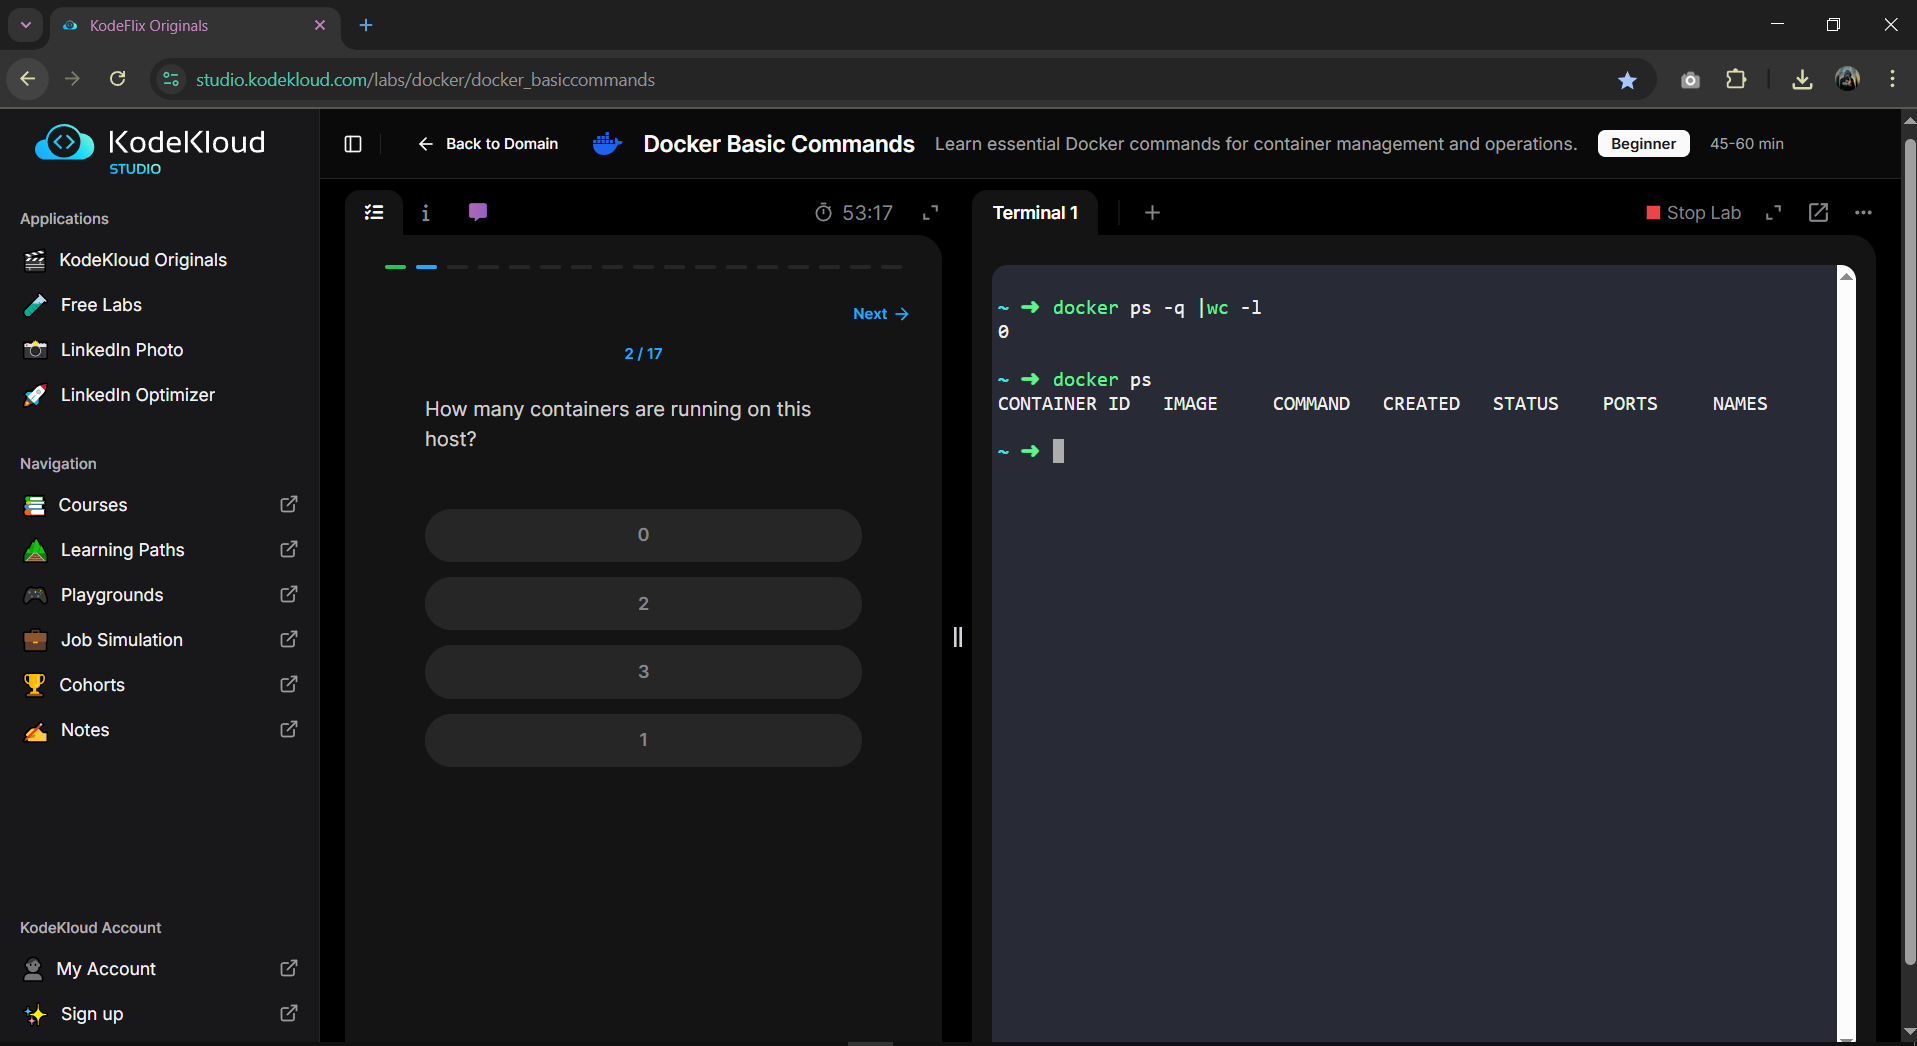 KodeFlix Originals
studio.kodekloud.com/labs/docker/docker_basiccommands
KodeKloud
STUDIO
Applications
KodeKloud Originals
Free Labs
LinkedIn Photo
LinkedIn Optimizer
Navigation
Courses
Learning Paths
Playgrounds
Job Simulation
Cohorts
Notes
KodeKloud Account
My Account
Sign up
Back to Domain
Docker Basic Commands
Learn essential Docker commands for container management and operations.
Beginner
45-60 min
53:17
Next →
2 / 17
How many containers are running on this
host?
0
2
3
1
Terminal 1
Stop Lab
~ ➜ docker ps -q |wc -l
0
~ ➜ docker ps
CONTAINER ID IMAGE COMMAND CREATED STATUS PORTS NAMES
~ ➜